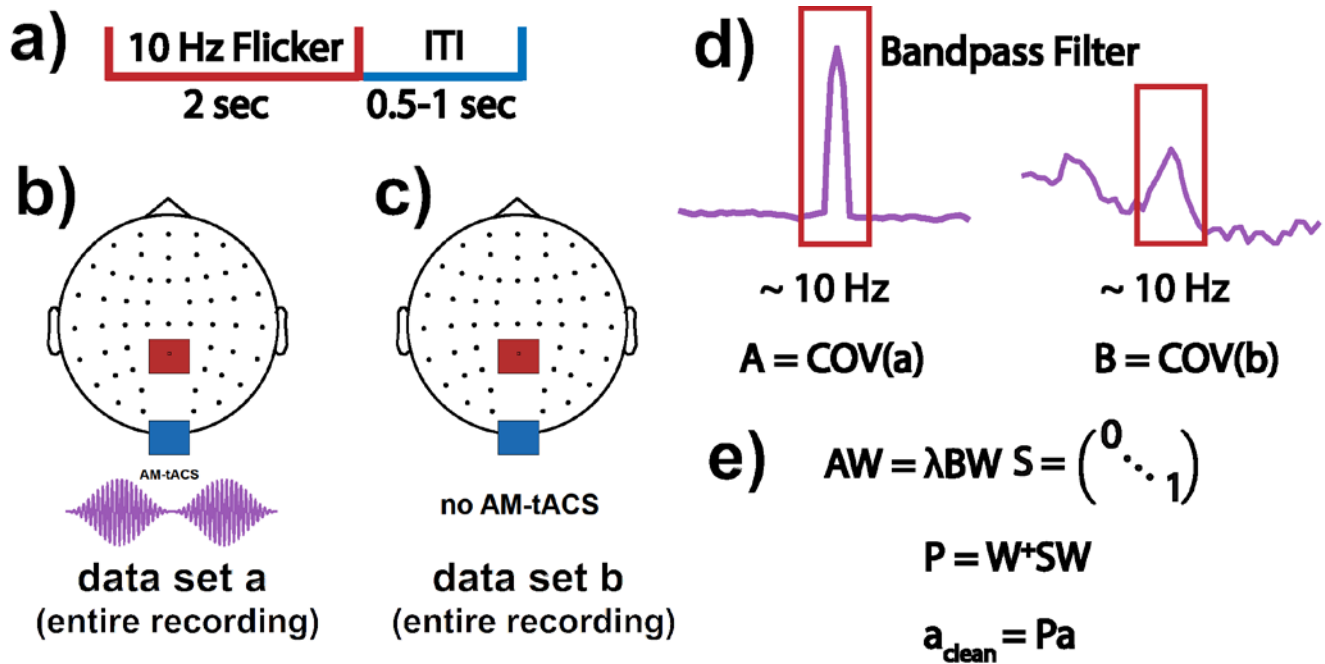 a)
10 Hz Flicker ITI
2 sec 0.5-1 sec
b)
AM-tACS
data set a
(entire recording)
c)
no AM-tACS
data set b
(entire recording)
d)
Bandpass Filter
~ 10 Hz ~ 10 Hz
A = COV(a) B = COV(b)
e)
AW = λBW S = (0 ⋱ 1)
P = W⁺SW
a_clean = Pa